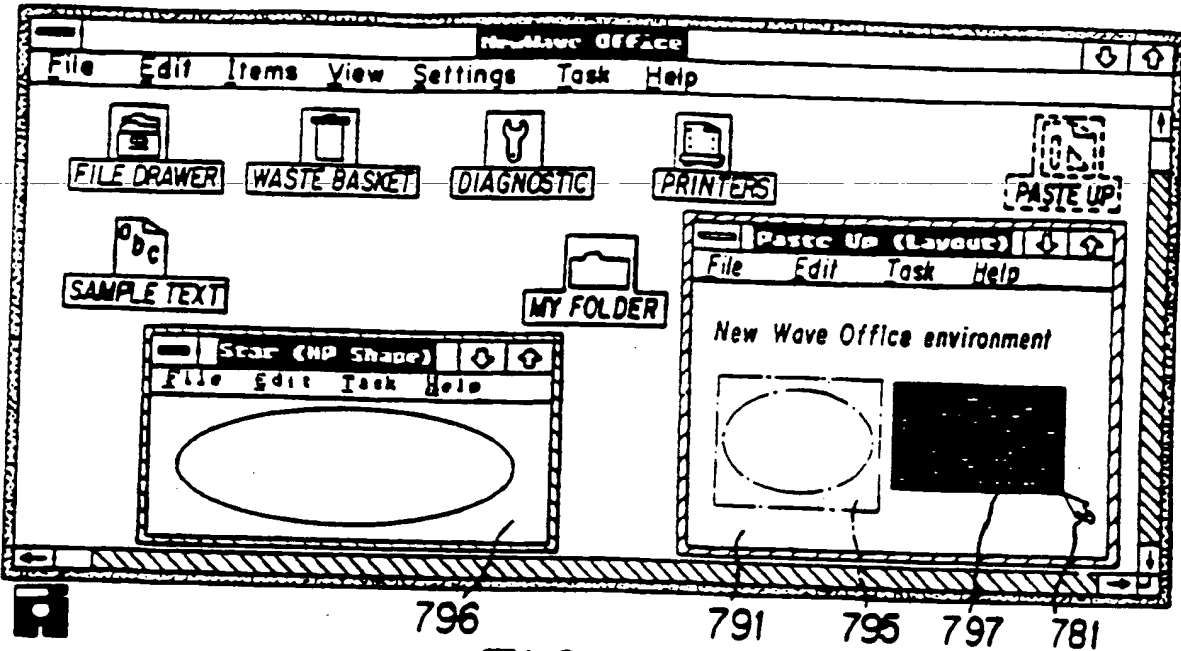 NewWave Office
File Edit Items View Settings Task Help
FILE DRAWER WASTE BASKET DIAGNOSTIC PRINTERS PASTE UP
abc
SAMPLE TEXT
MY FOLDER
Paste Up (Layout)
File Edit Task Help
New Wave Office environment
Star (HP Shape)
File Edit Task Help
796 791 795 797 781